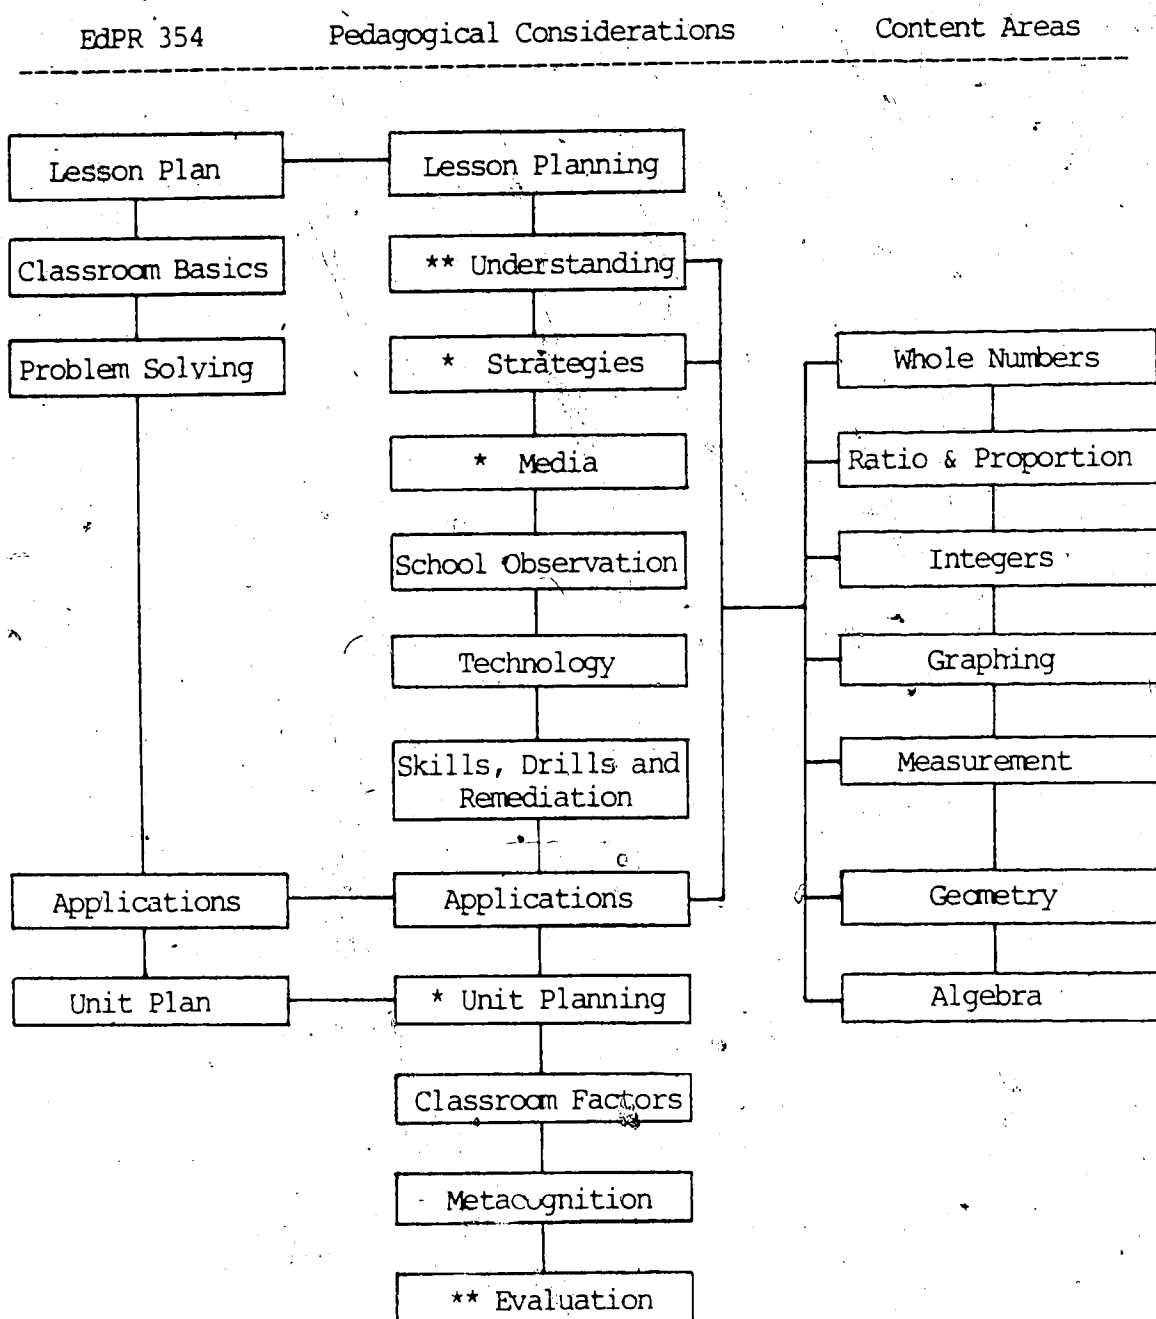 EdPR 354 Pedagogical Considerations Content Areas
Lesson Plan
Classroom Basics
Problem Solving
Applications
Unit Plan
Lesson Planning
** Understanding
* Strategies
* Media
School Observation
Technology
Skills, Drills and
Remediation
Applications
* Unit Planning
Classroom Factors
Metacognition
** Evaluation
Whole Numbers
Ratio & Proportion
Integers
Graphing
Measurement
Geometry
Algebra